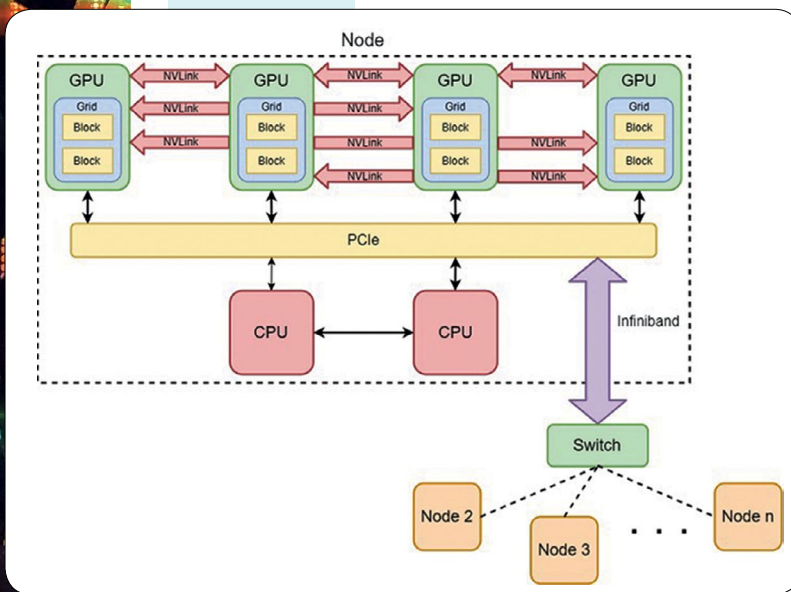 Node
GPU NVLink GPU NVLink GPU NVLink GPU
Grid NVLink Grid NVLink Grid Grid
Block Block Block Block
NVLink NVLink NVLink
Block Block Block Block
NVLink NVLink
PCIe
CPU CPU
Infiniband
Switch
Node 2 Node n
Node 3 . . .